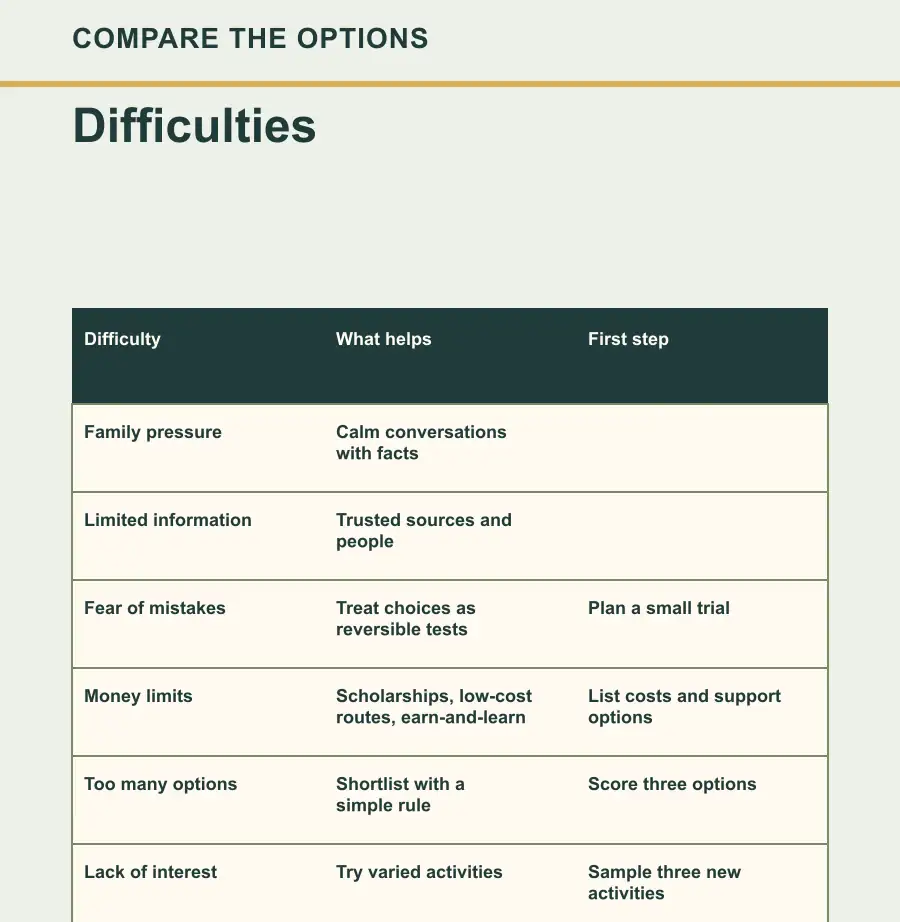 COMPARE THE OPTIONS
Difficulties
Difficulty What helps First step
Family pressure Calm conversations
with facts
Limited information Trusted sources and
people
Fear of mistakes Treat choices as Plan a small trial
reversible tests
Money limits Scholarships, low-cost List costs and support
routes, earn-and-learn options
Too many options Shortlist with a Score three options
simple rule
Lack of interest Try varied activities Sample three new
activities